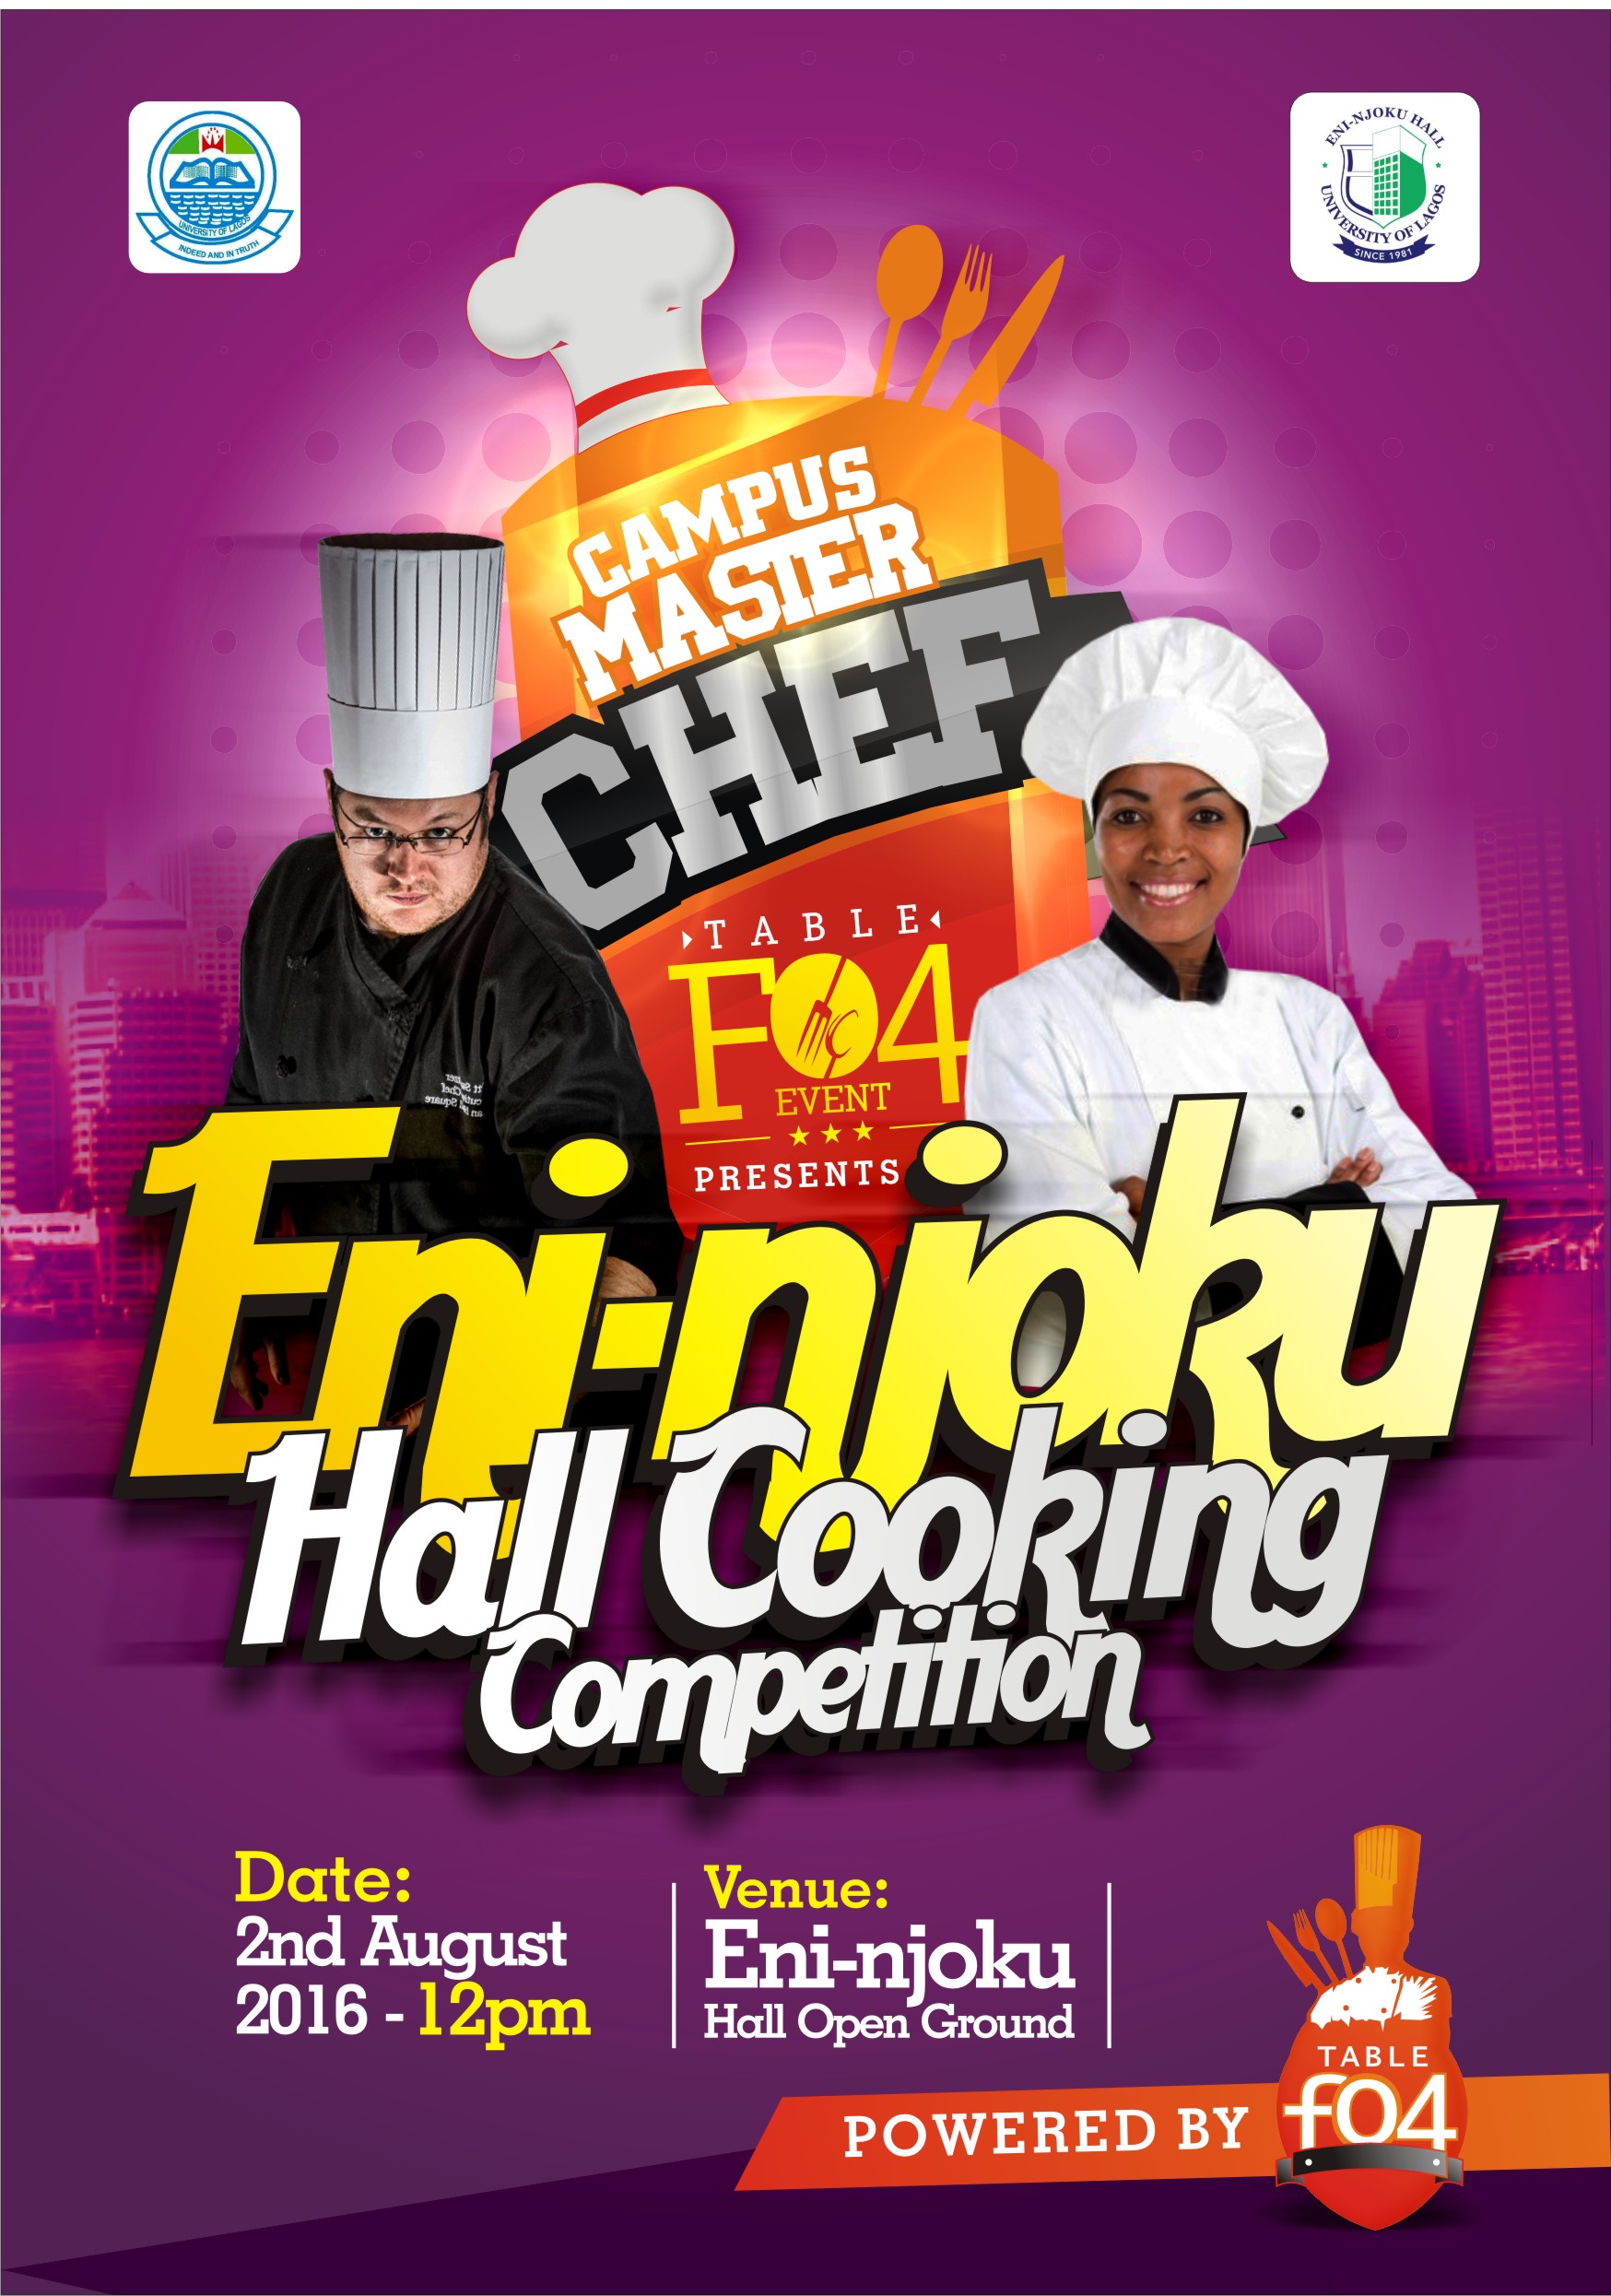 UNIVERSITY OF LAGOS
INDEED AND IN TRUTH
ENI-NJOKU HALL
UNIVERSITY OF LAGOS
SINCE 1981
CAMPUS
MASTER
CHEF
TABLE
FO4
EVENT
PRESENTS
Eni-njoku
Hall Cooking
Competition
Date:
2nd August
2016 - 12pm
Venue:
Eni-njoku
Hall Open Ground
POWERED BY
TABLE
fO4